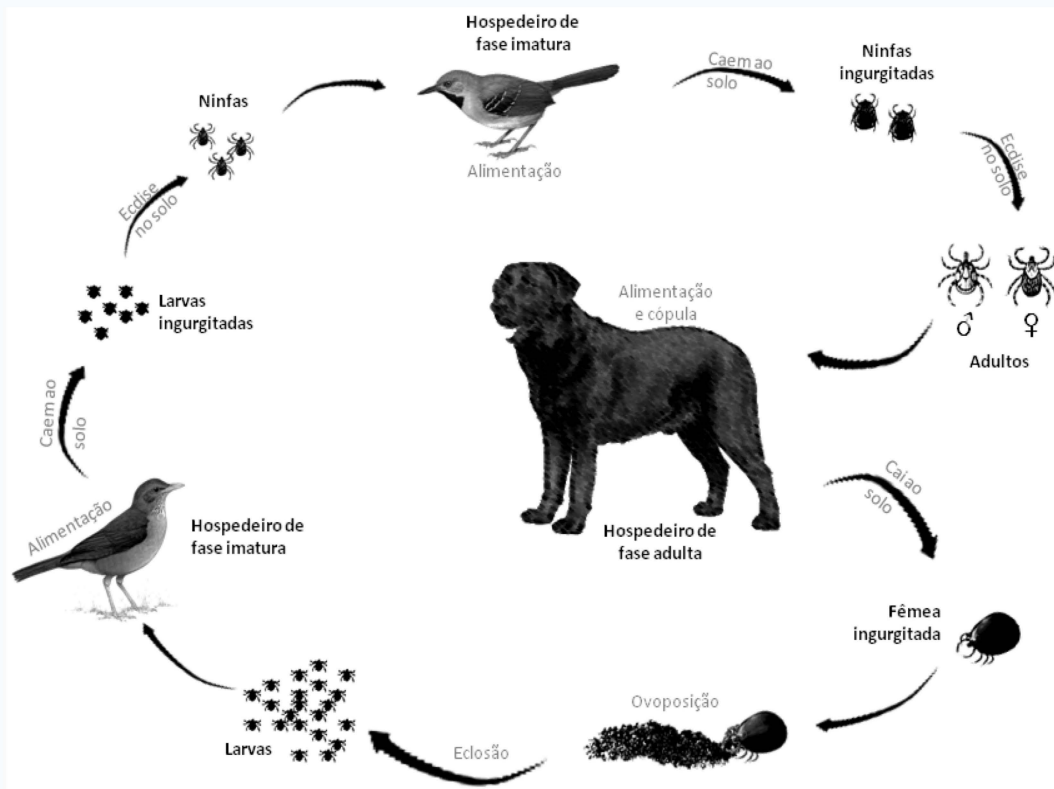 Hospedeiro de
fase imatura
Alimentação
Caem ao
solo
Ninfas
ingurgitadas
Ecdise
no solo
♂
♀
Adultos
Alimentação
e cópula
Hospedeiro de
fase adulta
Cai ao
solo
Fêmea
ingurgitada
Ovoposição
Eclosão
Larvas
Alimentação
Hospedeiro de
fase imatura
Caem ao
solo
Larvas
ingurgitadas
Ecdise
no solo
Ninfas